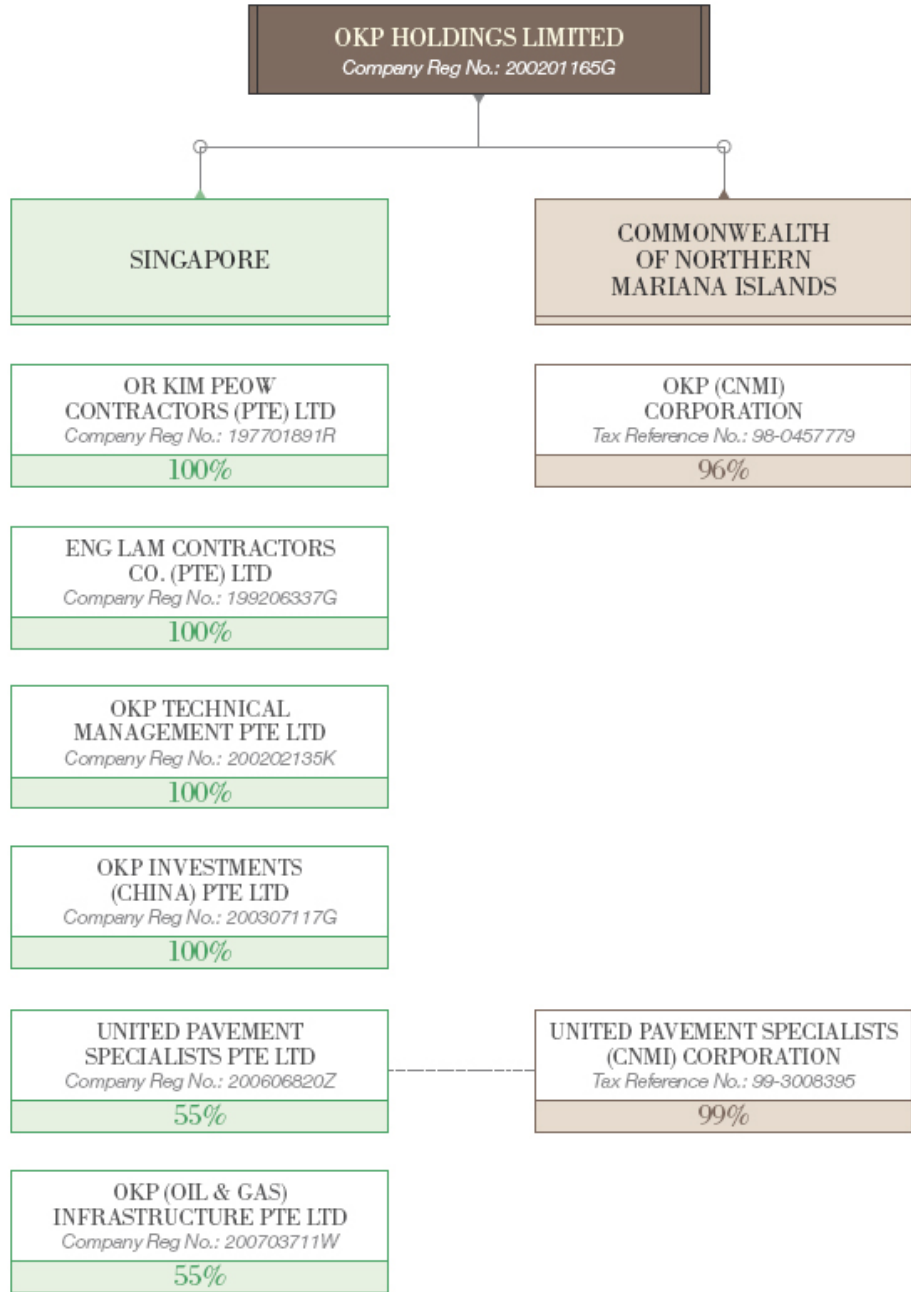 OKP HOLDINGS LIMITED
Company Reg No.: 200201165G
SINGAPORE
COMMONWEALTH
OF NORTHERN
MARIANA ISLANDS
OR KIM PEOW
CONTRACTORS (PTE) LTD
Company Reg No.: 197701891R
100%
OKP (CNMI)
CORPORATION
Tax Reference No.: 98-0457779
96%
ENG LAM CONTRACTORS
CO. (PTE) LTD
Company Reg No.: 199206337G
100%
OKP TECHNICAL
MANAGEMENT PTE LTD
Company Reg No.: 200202135K
100%
OKP INVESTMENTS
(CHINA) PTE LTD
Company Reg No.: 200307117G
100%
UNITED PAVEMENT
SPECIALISTS PTE LTD
Company Reg No.: 200606820Z
55%
UNITED PAVEMENT SPECIALISTS
(CNMI) CORPORATION
Tax Reference No.: 99-3008395
99%
OKP (OIL & GAS)
INFRASTRUCTURE PTE LTD
Company Reg No.: 200703711W
55%